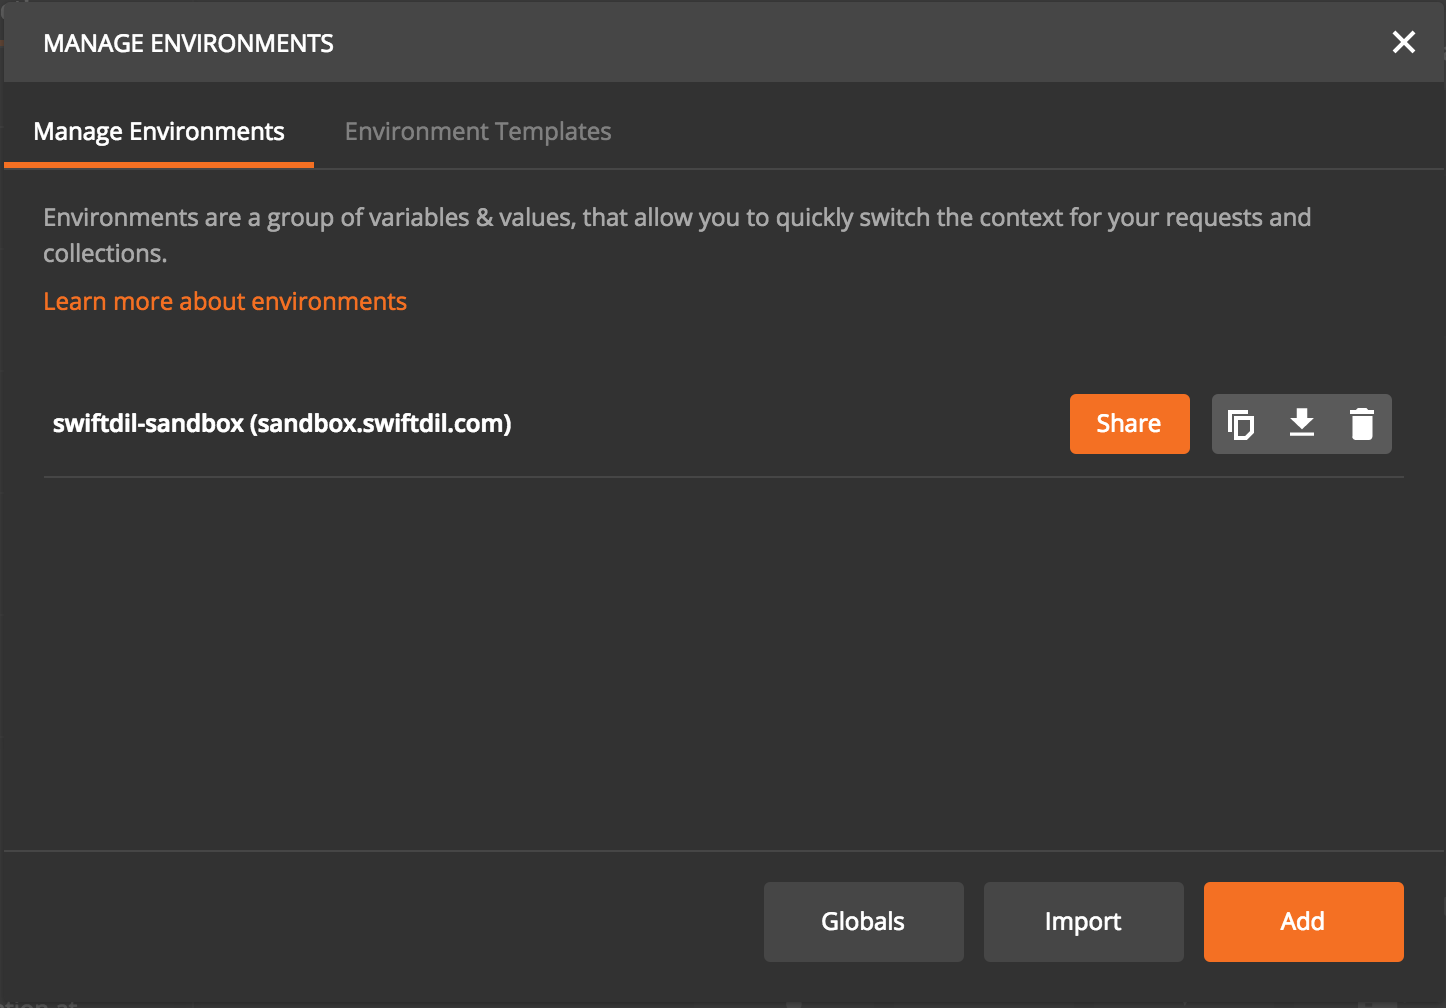 MANAGE ENVIRONMENTS
Manage Environments
Environment Templates
Environments are a group of variables & values, that allow you to quickly switch the context for your requests and
collections.
Learn more about environments
swiftdil-sandbox (sandbox.swiftdil.com)
Share
Globals
Import
Add